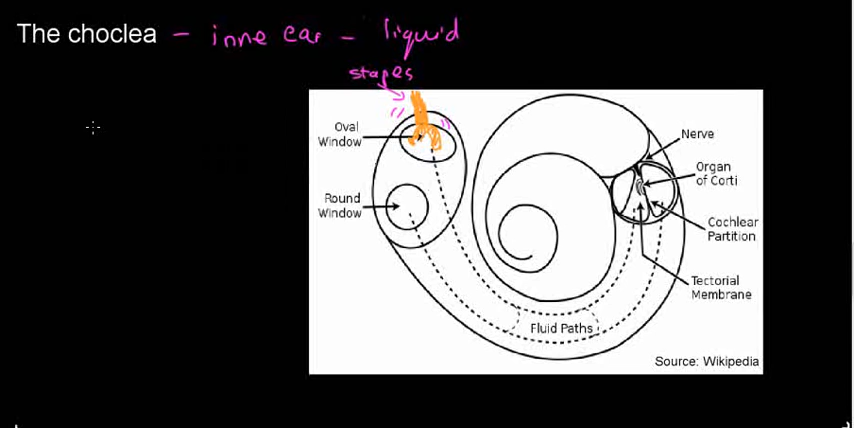 The choclea - inne ear - liquid
stages
Oval
Window
Round
Window
Nerve
Organ
of Corti
Cochlear
Partition
Tectorial
Membrane
Fluid Paths
Source: Wikipedia